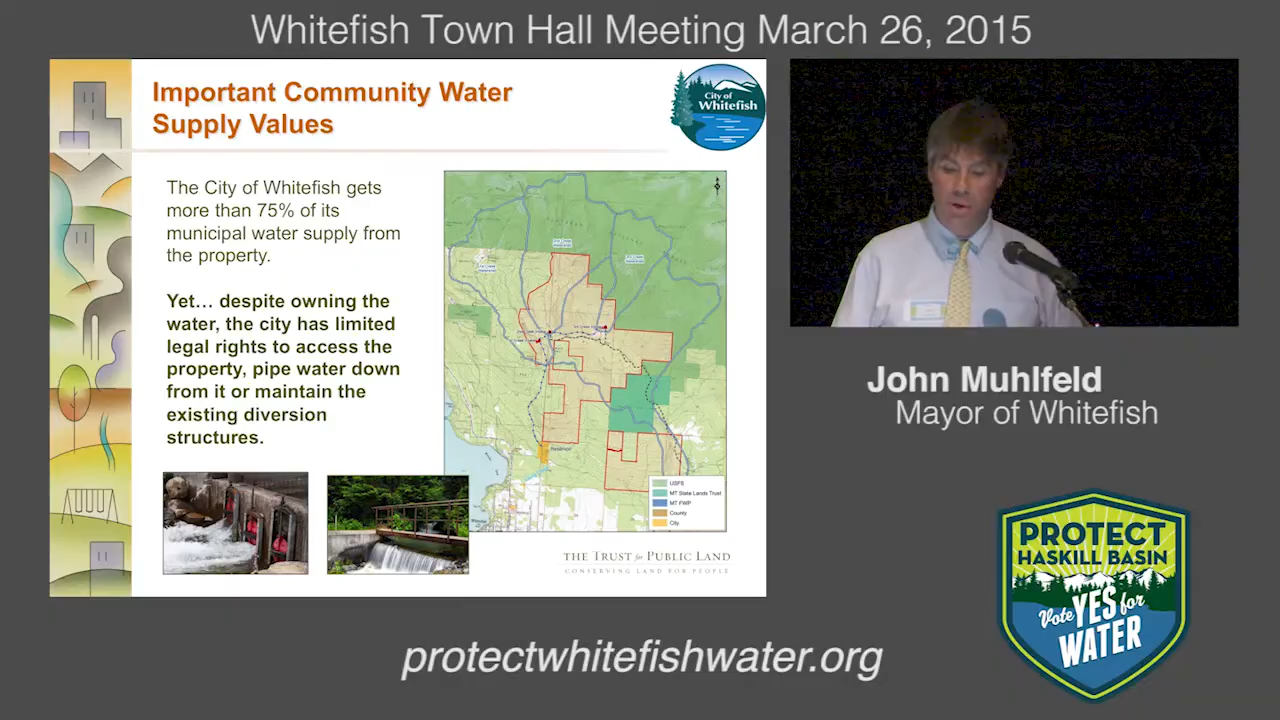 Whitefish Town Hall Meeting March 26, 2015
Important Community Water
Supply Values
City of
Whitefish
The City of Whitefish gets
more than 75% of its
municipal water supply from
the property.
Yet… despite owning the
water, the city has limited
legal rights to access the
property, pipe water down
from it or maintain the
existing diversion
structures.
Reservoir
USFS
MT State Lands Trust
MT FWP
County
City
THE TRUST for PUBLIC LAND
CONSERVING LAND FOR PEOPLE
John Muhlfeld
Mayor of Whitefish
PROTECT
HASKILL BASIN
Vote YES for
WATER
protectwhitefishwater.org